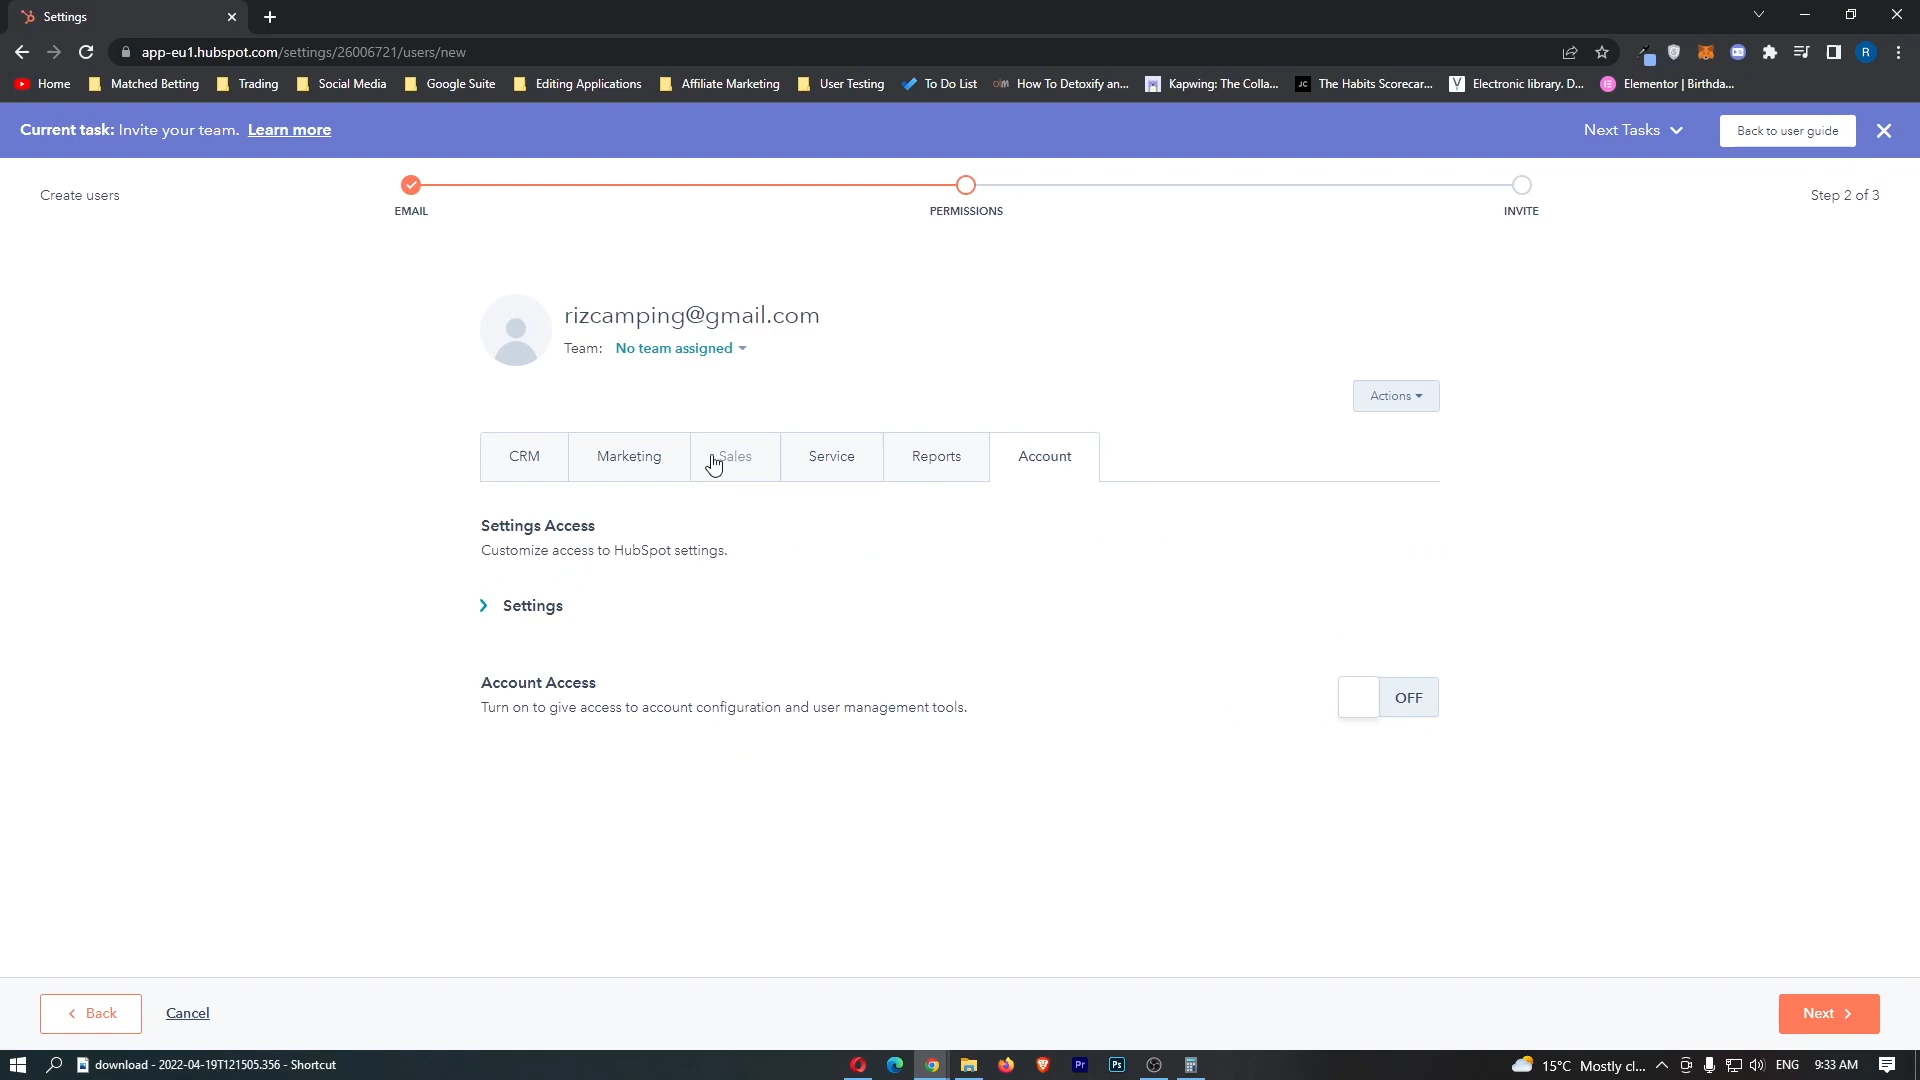 Settings
app-eu1.hubspot.com/settings/26006721/users/new
R
Home
Matched Betting
Trading
Social Media
Google Suite
Editing Applications
Affiliate Marketing
User Testing
To Do List
How To Detoxify an...
Kapwing: The Colla...
JC
The Habits Scorecar...
Electronic library. D...
Elementor | Birthda...
Current task: Invite your team. Learn more
Next Tasks
Back to user guide
Create users
EMAIL
PERMISSIONS
INVITE
Step 2 of 3
rizcamping@gmail.com
Team: No team assigned
Actions
CRM
Marketing
Sales
Service
Reports
Account
Settings Access
Customize access to HubSpot settings.
Settings
Account Access
Turn on to give access to account configuration and user management tools.
OFF
Back
Cancel
Next
download - 2022-04-19T121505.356 - Shortcut
Pr
Ps
15°C Mostly cl...
ENG
9:33 AM